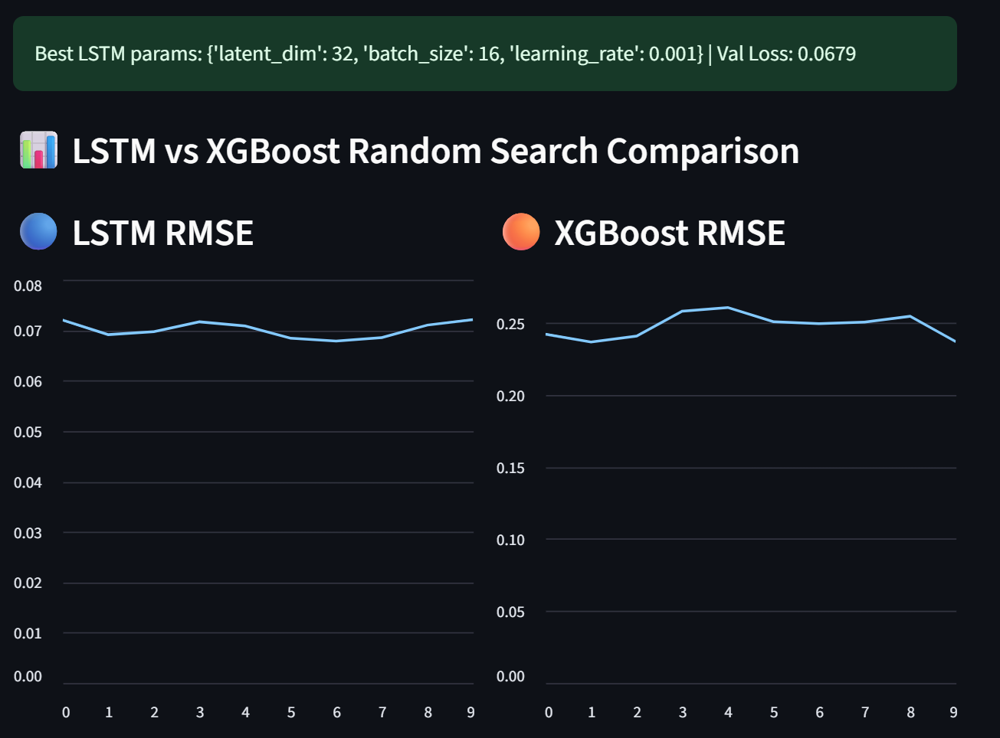 Best LSTM params: {'latent_dim': 32, 'batch_size': 16, 'learning_rate': 0.001} | Val Loss: 0.0679
LSTM vs XGBoost Random Search Comparison
LSTM RMSE
0.08
0.07
0.06
0.05
0.04
0.03
0.02
0.01
0.00
0 1 2 3 4 5 6 7 8 9
XGBoost RMSE
0.25
0.20
0.15
0.10
0.05
0.00
0 1 2 3 4 5 6 7 8 9